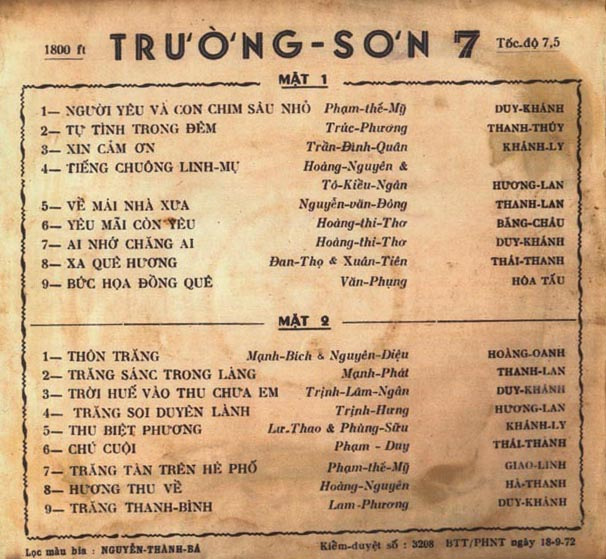 1800 ft TRƯỜNG-SƠN 7 Tốc.độ 7,5
MẶT 1
1— NGƯỜI YÊU VÀ CON CHIM SÂU NHỎ Phạm-thế-Mỹ DUY-KHÁNH
2— TỰ TÌNH TRONG ĐÊM Trúc-Phương THANH-THÚY
3— XIN CẢM ƠN Trần-Đình-Quân KHÁNH-LY
4— TIẾNG CHUÔNG LINH-MỤ Hoàng-Nguyên &
Tô-Kiều-Ngân HƯƠNG-LAN
5— VỀ MÁI NHÀ XƯA Nguyễn-văn-Đông THANH-LAN
6— YÊU MÃI CÒN YÊU Hoàng-thi-Thơ BĂNG-CHÂU
7— AI NHỚ CHĂNG AI Hoàng-thi-Thơ DUY-KHÁNH
8— XA QUÊ HƯƠNG Đan-Thọ & Xuân-Tiên THÁI-THANH
9— BỨC HỌA ĐỒNG QUÊ Văn-Phụng HÒA TẤU
MẶT 2
1— THÔN TRĂNG Mạnh-Bích & Nguyên-Diệu HOÀNG-OANH
2— TRĂNG SÁNG TRONG LÀNG Mạnh-Phát THANH-LAN
3— TRỜI HUẾ VÀO THU CHƯA EM Trịnh-Lâm-Ngân DUY-KHÁNH
4— TRĂNG SOI DUYÊN LÀNH Trịnh-Hưng HƯƠNG-LAN
5— THU BIỆT PHƯƠNG Lư.Thao & Phùng-Sửu KHÁNH-LY
6— CHÚ CUỘI Phạm - Duy THÁI-THANH
7— TRĂNG TÀN TRÊN HÈ PHỐ Phạm-thế-Mỹ GIAO-LINH
8— HƯƠNG THU VỀ Hoàng-Nguyên HÀ-THANH
9— TRĂNG THANH-BÌNH Lam-Phương DUY-KHÁNH
Lọc màu bìa : NGUYỄN-THÀNH-BÁ Kiểm-duyệt số : 3208 BTT/PHNT ngày 18-9-72